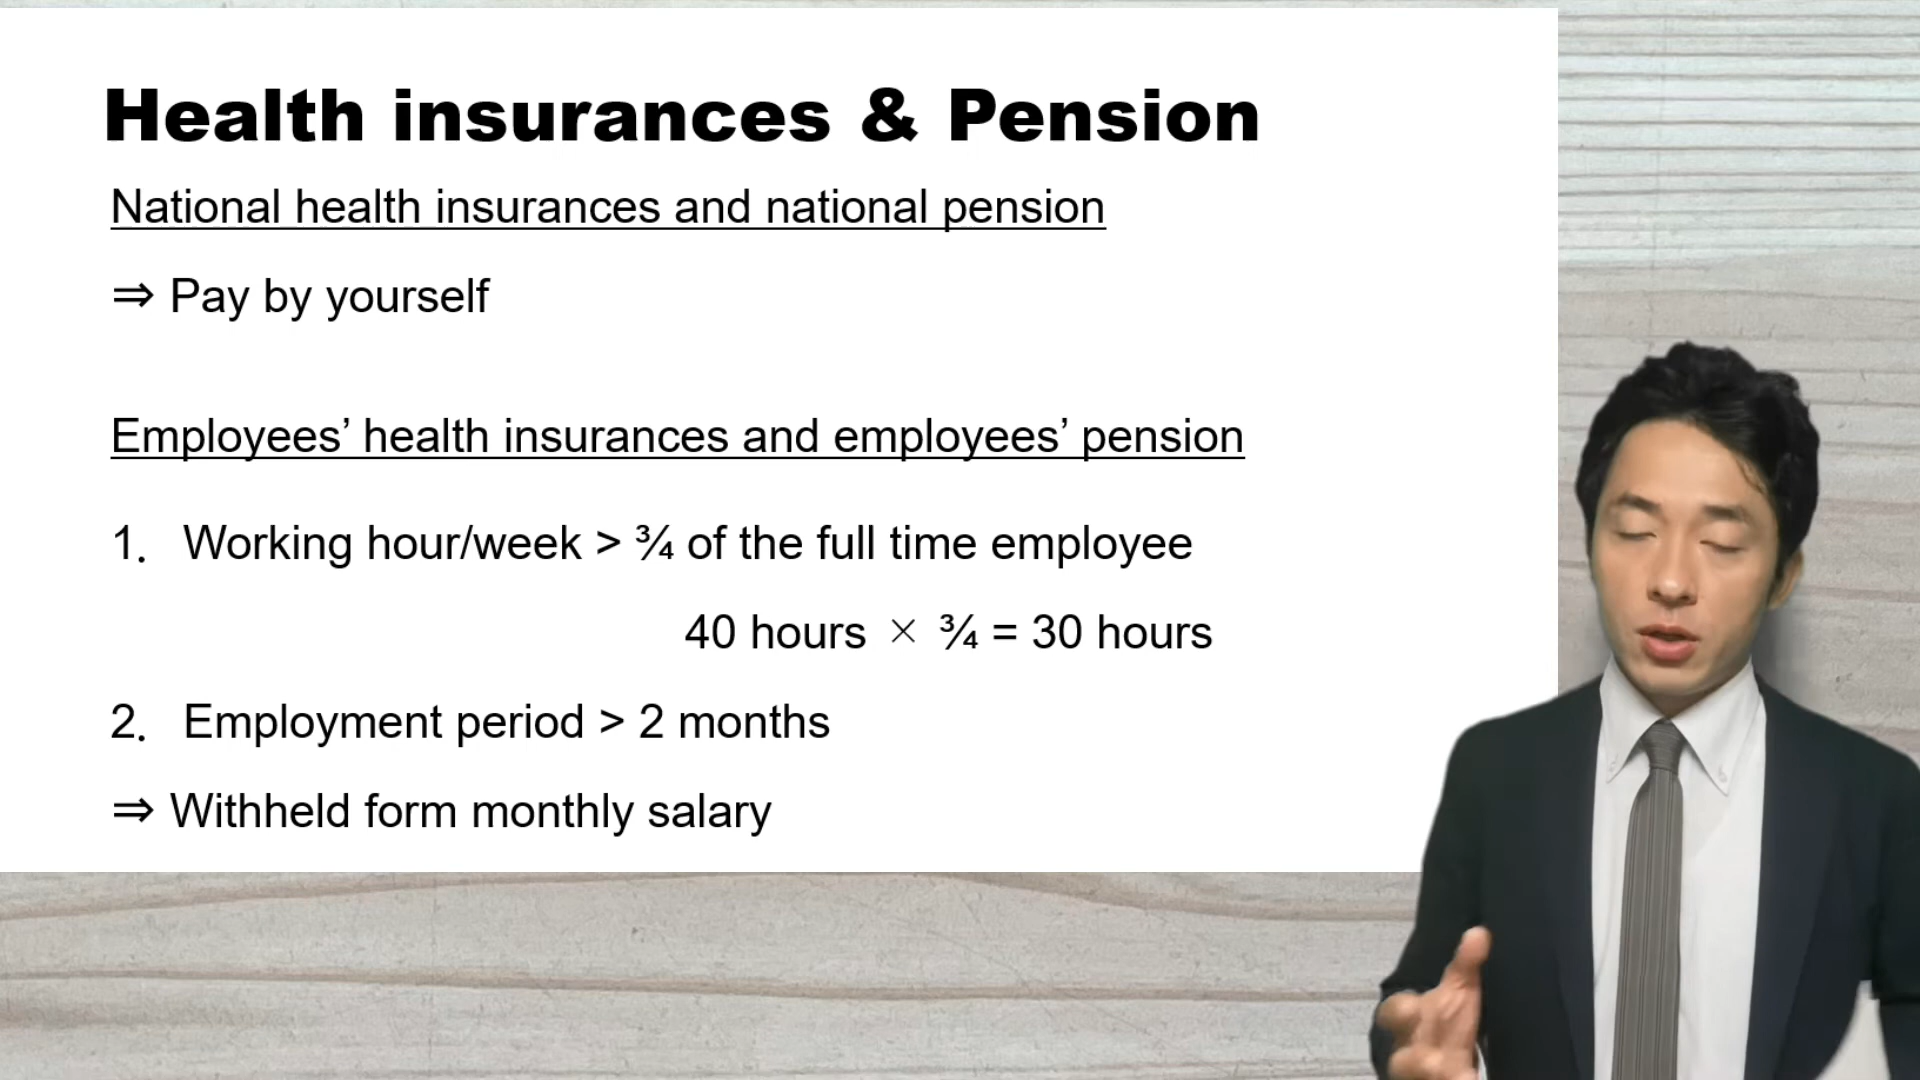 Health insurances & Pension
National health insurances and national pension
⇒ Pay by yourself
Employees’ health insurances and employees’ pension
1. Working hour/week > ¾ of the full time employee
40 hours × ¾ = 30 hours
2. Employment period > 2 months
⇒ Withheld form monthly salary